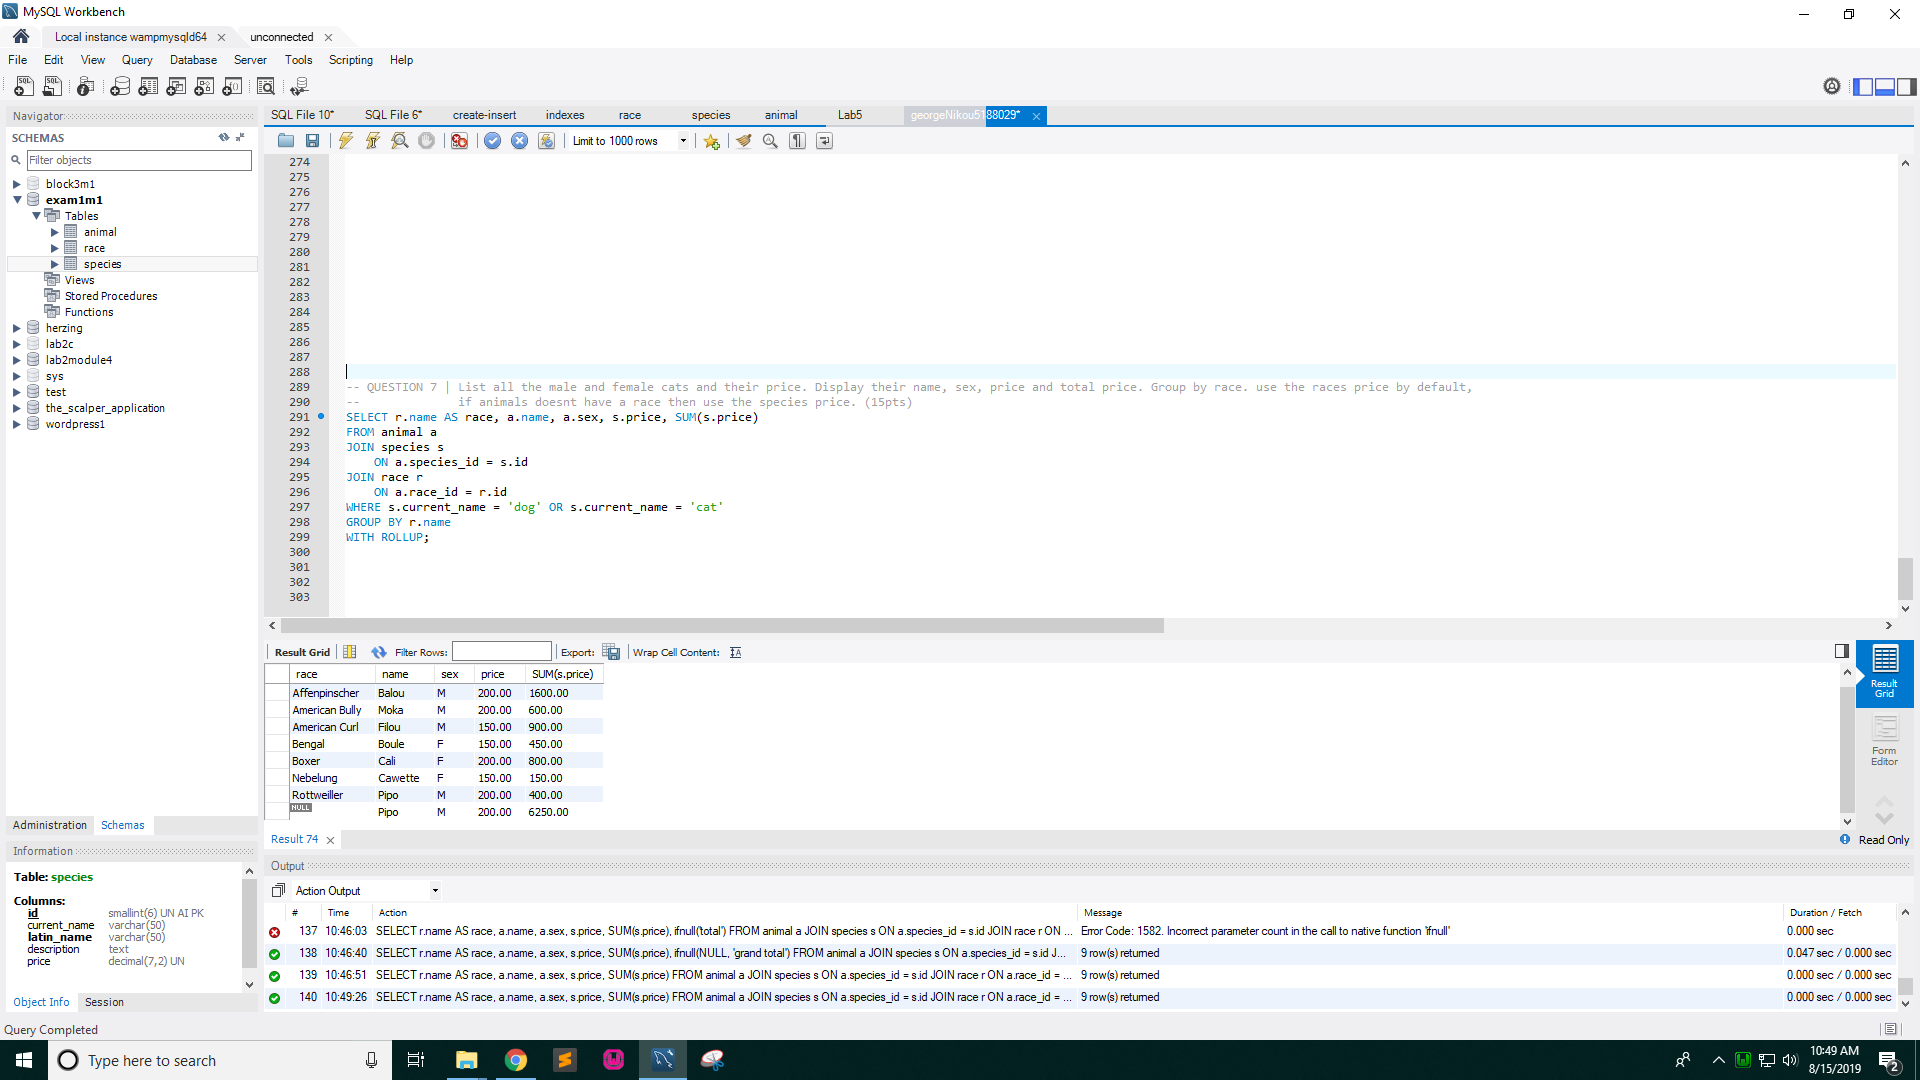 MySQL Workbench
Local instance wampmysqld64
unconnected
File Edit View Query Database Server Tools Scripting Help
Navigator
SCHEMAS
Filter objects
block3m1
exam1m1
Tables
animal
race
species
Views
Stored Procedures
Functions
herzing
lab2c
lab2module4
sys
test
the_scalper_application
wordpress1
Administration Schemas
Information
Table: species
Columns:
id smallint(6) UN AI PK
current_name varchar(50)
latin_name varchar(50)
description text
price decimal(7,2) UN
Object Info Session
SQL File 10* SQL File 6* create-insert indexes race species animal Lab5 georgeNikou5188029*
Limit to 1000 rows
274
275
276
277
278
279
280
281
282
283
284
285
286
287
288
289 -- QUESTION 7 | List all the male and female cats and their price. Display their name, sex, price and total price. Group by race. use the races price by default,
290 -- if animals doesnt have a race then use the species price. (15pts)
291 SELECT r.name AS race, a.name, a.sex, s.price, SUM(s.price)
292 FROM animal a
293 JOIN species s
294 ON a.species_id = s.id
295 JOIN race r
296 ON a.race_id = r.id
297 WHERE s.current_name = 'dog' OR s.current_name = 'cat'
298 GROUP BY r.name
299 WITH ROLLUP;
300
301
302
303
Result Grid Filter Rows: Export: Wrap Cell Content:
race name sex price SUM(s.price)
Affenpinscher Balou M 200.00 1600.00
American Bully Moka M 200.00 600.00
American Curl Filou M 150.00 900.00
Bengal Boule F 150.00 450.00
Boxer Cali F 200.00 800.00
Nebelung Cawette F 150.00 150.00
Rottweiller Pipo M 200.00 400.00
NULL Pipo M 200.00 6250.00
Result Grid
Form Editor
Result 74
Read Only
Output
Action Output
# Time Action Message Duration / Fetch
137 10:46:03 SELECT r.name AS race, a.name, a.sex, s.price, SUM(s.price), ifnull('total') FROM animal a JOIN species s ON a.species_id = s.id JOIN race r ON ... Error Code: 1582. Incorrect parameter count in the call to native function 'ifnull' 0.000 sec
138 10:46:40 SELECT r.name AS race, a.name, a.sex, s.price, SUM(s.price), ifnull(NULL, 'grand total') FROM animal a JOIN species s ON a.species_id = s.id J... 9 row(s) returned 0.047 sec / 0.000 sec
139 10:46:51 SELECT r.name AS race, a.name, a.sex, s.price, SUM(s.price) FROM animal a JOIN species s ON a.species_id = s.id JOIN race r ON a.race_id = ... 9 row(s) returned 0.000 sec / 0.000 sec
140 10:49:26 SELECT r.name AS race, a.name, a.sex, s.price, SUM(s.price) FROM animal a JOIN species s ON a.species_id = s.id JOIN race r ON a.race_id = ... 9 row(s) returned 0.000 sec / 0.000 sec
Query Completed
Type here to search
10:49 AM
8/15/2019
2